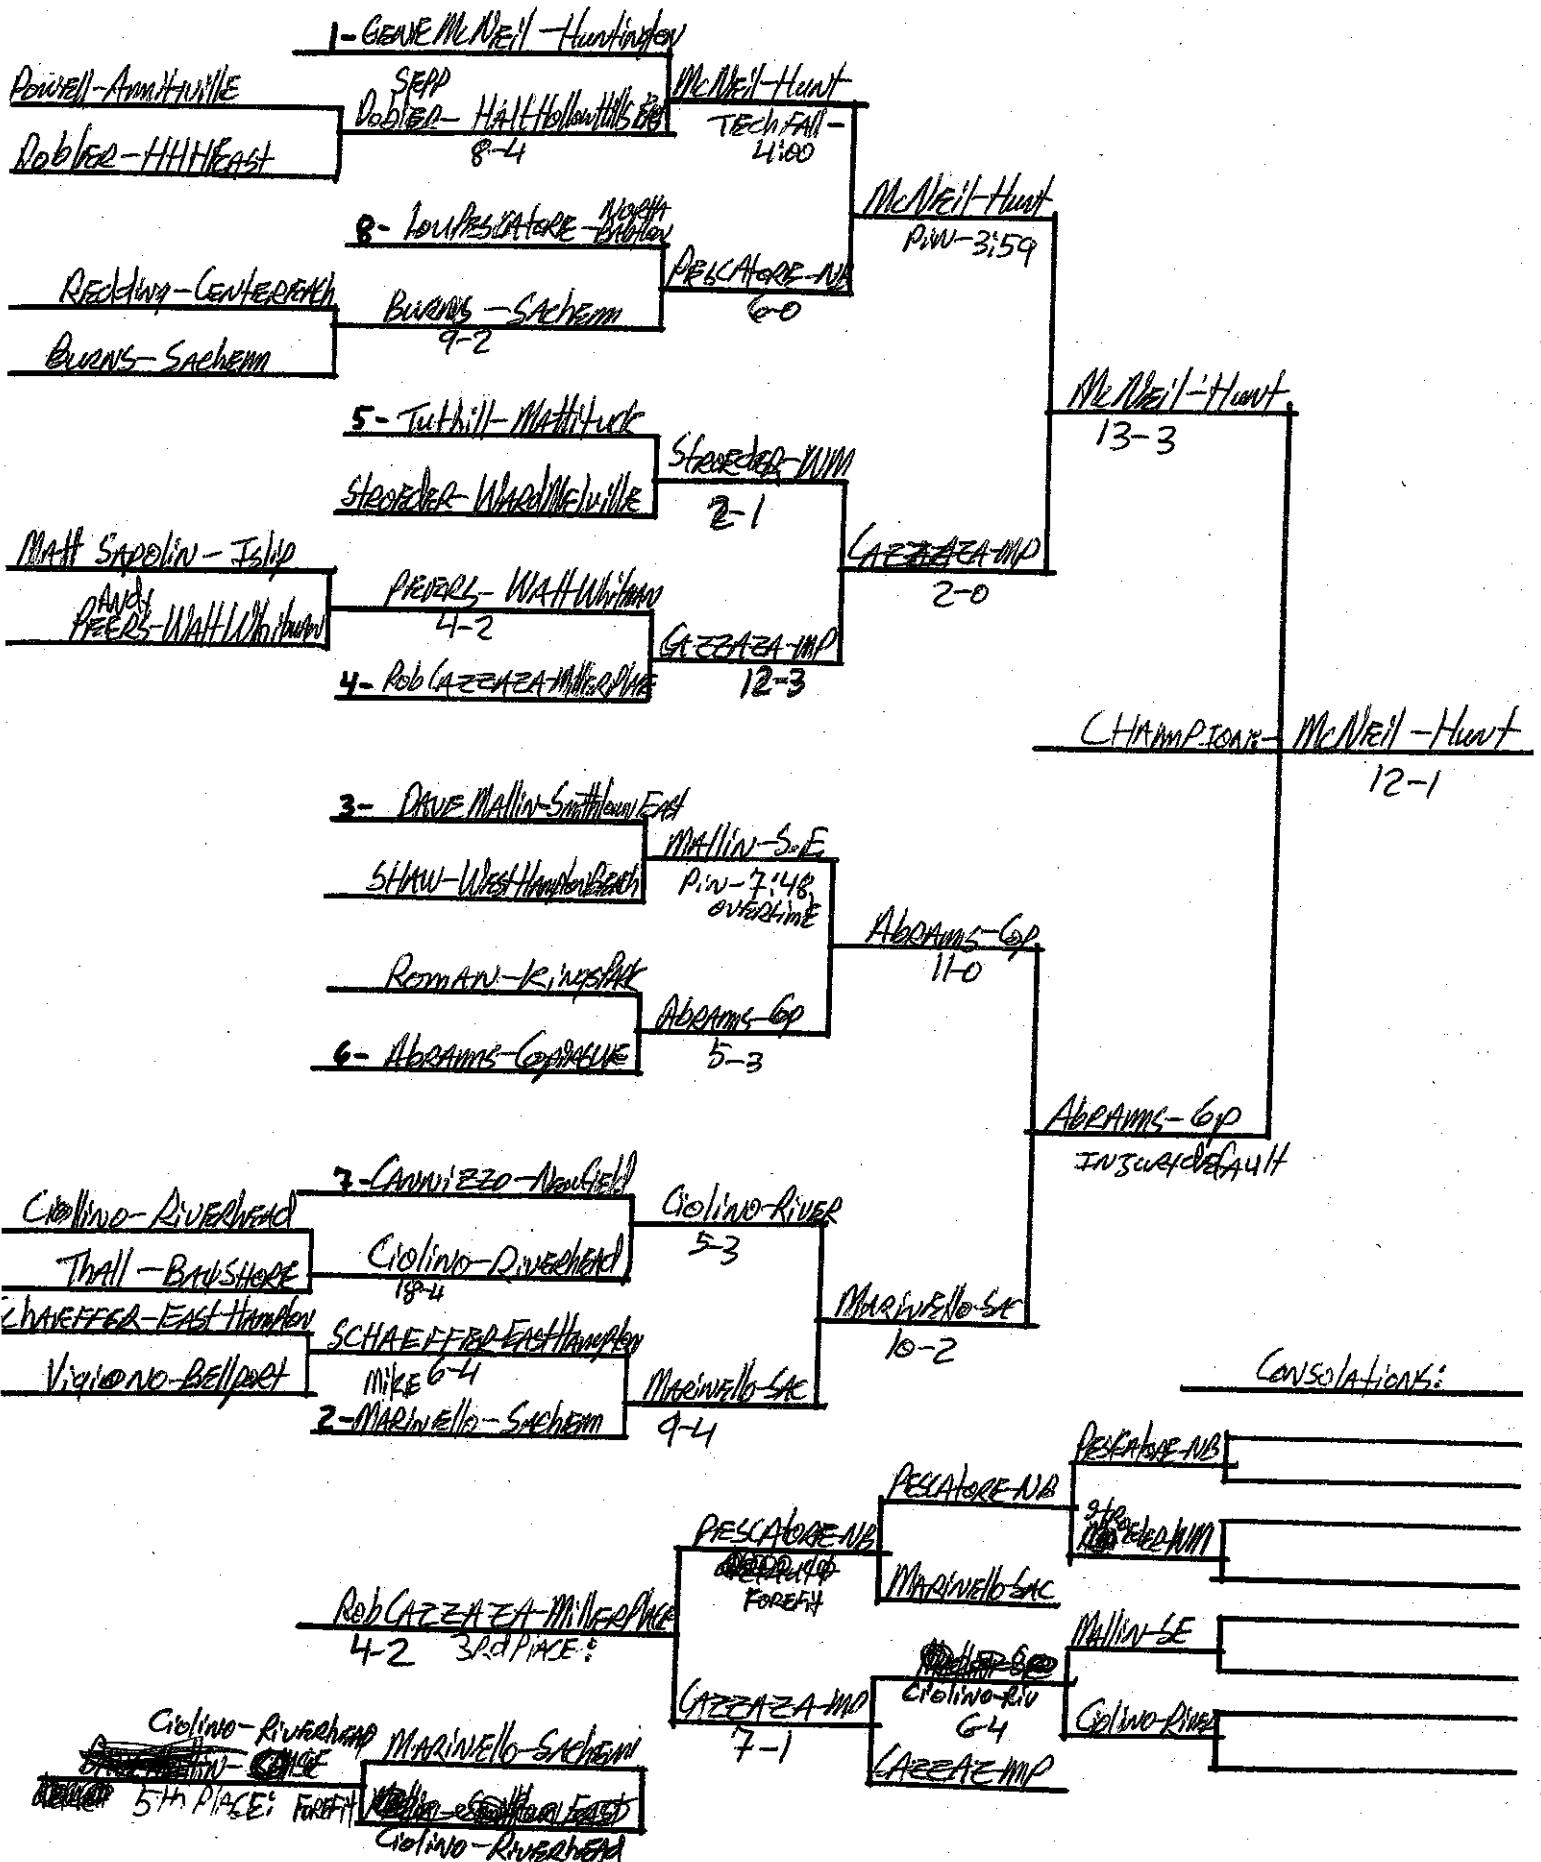 1- GENE McNeil - Huntington
Powell - Amityville
SEPP
Dobler - Half Hollow Hills East
8-4
Dobler - HHHEast
McNeil - Hunt
Tech Fall -
4:00
McNeil - Hunt
Pin - 3:59
8- Lou Pescatore - North Babylon
Redding - Centereach
Burns - Sachem
9-2
Burns - Sachem
Pescatore - NB
6-0
McNeil - Hunt
13-3
5- Tuthill - Mattituck
Stroeder - Ward Melville
Stroeder - WM
2-1
Matt Sapolin - Islip
Andy
Peers - Walt Whitman
Peers - Walt Whitman
4-2
Cazzaza - MP
2-0
Cazzaza - MP
12-3
4- Rob Cazzaza - Miller Place
CHAMPION: - McNeil - Hunt
12-1
3- Dave Mallin - Smithtown East
Shaw - WestHampton Beach
Mallin - S.E.
Pin - 7:48
overtime
Abrams - Cop
11-0
Roman - Kings Park
Abrams - Cop
5-3
6- Abrams - Copiague
Abrams - Cop
Injury default
7- Cannizzo - Newfield
Ciolino - Riverhead
Thall - Bay Shore
Ciolino - Riverhead
18-4
Ciolino - River
5-3
Schaeffer - East Hampton
Vigiono - Bellport
Schaeffer - East Hampton
6-4
Mike
2- Marinello - Sachem
Marinello - Sac
9-4
Marinello - Sac
10-2
Consolations:
Pescatore - NB
Stroeder WM
Pescatore - NB
Marinello - Sac
Pescatore - NB
Forefit
Rob Cazzaza - Miller Place
4-2 3rd Place:
Mallin - SE
Ciolino - River
Ciolino - Riv
6-4
Cazzaz - MP
Cazzaza - MP
7-1
Ciolino - Riverhead
5th Place: Forefit
Marinello - Sachem
Ciolino - Riverhead